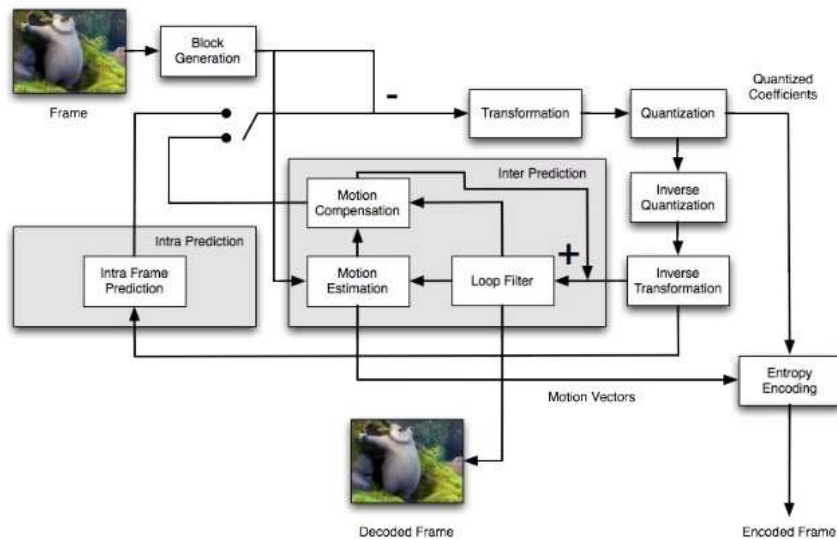 Block
Generation
Frame
-
Transformation
Quantization
Quantized
Coefficients
Inter Prediction
Motion
Compensation
Inverse
Quantization
Intra Prediction
Intra Frame
Prediction
Motion
Estimation
Loop Filter
+
Inverse
Transformation
Entropy
Encoding
Motion Vectors
Decoded Frame
Encoded Frame